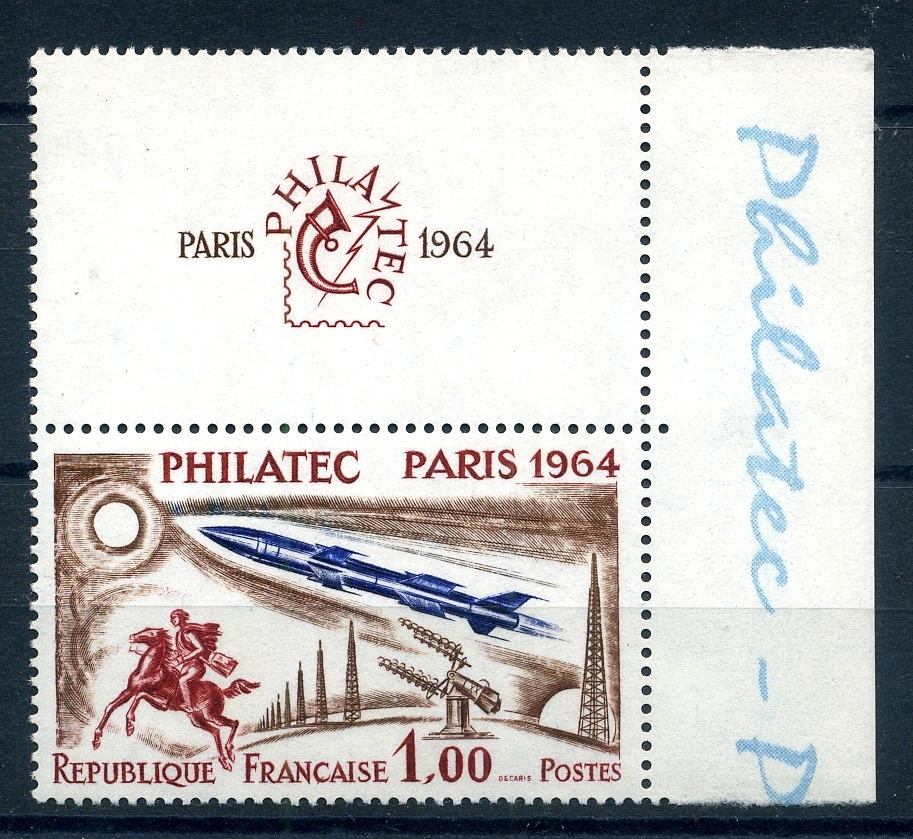 PARIS PHILATEC 1964
PHILATEC PARIS 1964
REPUBLIQUE FRANCAISE 1,00 DECARIS POSTES
Philatec - P